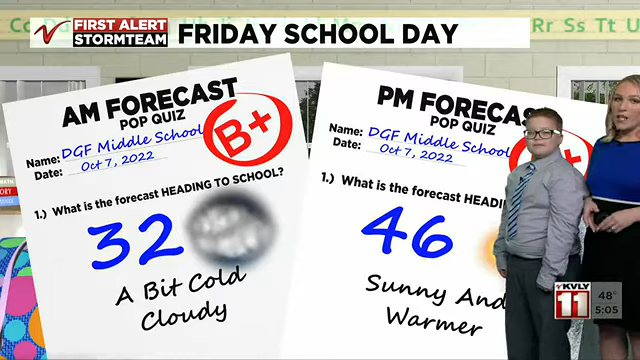 FIRST ALERT
STORMTEAM
FRIDAY SCHOOL DAY
Rr Ss Tt U
AM FORECAST
POP QUIZ
Name: DGF Middle School
Date: Oct 7, 2022
B+
1.) What is the forecast HEADING TO SCHOOL?
32
A Bit Cold
Cloudy
PM FORECAST
POP QUIZ
Name: DGF Middle School
Date: Oct 7, 2022
1.) What is the forecast HEADIN
46
Sunny And
Warmer
KVLY
11
48°
5:05